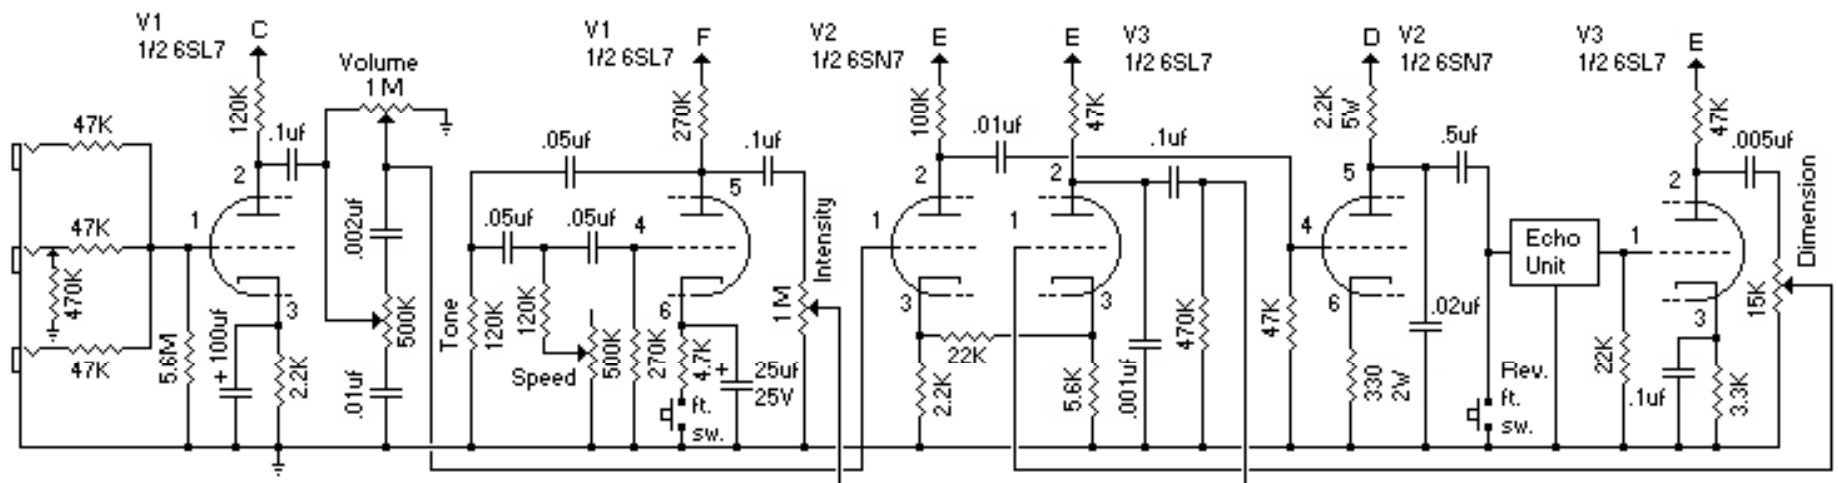 V1
1/2 6SL7
C
120K
Volume
1M
.1uf
47K
47K
47K
470K
5.6M
1
2
3
+
100uf
2.2K
.002uf
500K
.01uf
Tone
V1
1/2 6SL7
F
270K
.05uf
.1uf
.05uf
.05uf
4
5
6
120K
120K
Speed
500K
270K
4.7K
+
25uf
25V
ft.
sw.
Intensity
1M
V2
1/2 6SN7
E
100K
.01uf
1
2
3
22K
2.2K
E
V3
1/2 6SL7
47K
.1uf
1
2
3
5.6K
.001uf
470K
47K
D
V2
1/2 6SN7
2.2K
5W
.5uf
4
5
6
330
2W
.02uf
Rev.
ft.
sw.
Echo
Unit
V3
1/2 6SL7
E
47K
.005uf
Dimension
15K
1
2
3
22K
.1uf
3.3K